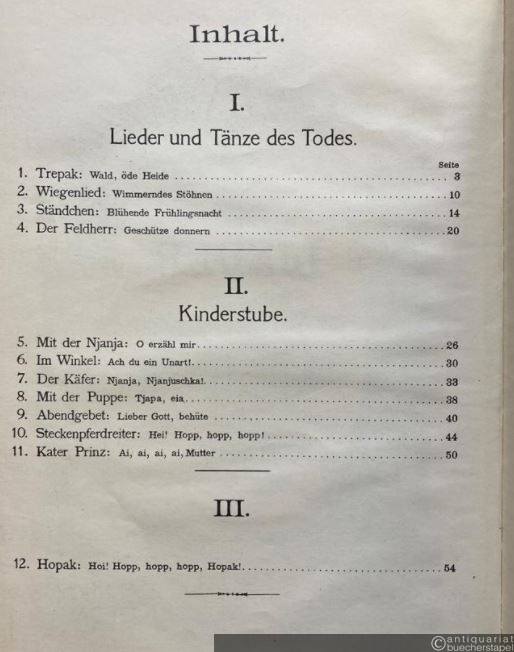 Inhalt.
I.
Lieder und Tänze des Todes.
Seite
1. Trepak: Wald, öde Heide ........ 3
2. Wiegenlied: Wimmerndes Stöhnen ........ 10
3. Ständchen: Blühende Frühlingsnacht ........ 14
4. Der Feldherr: Geschütze donnern ........ 20
II.
Kinderstube.
5. Mit der Njanja: O erzähl mir ........ 26
6. Im Winkel: Ach du ein Unart! ........ 30
7. Der Käfer: Njanja, Njanjuschka! ........ 33
8. Mit der Puppe: Tjapa, eia ........ 38
9. Abendgebet: Lieber Gott, behüte ........ 40
10. Steckenpferdreiter: Hei! Hopp, hopp, hopp! ........ 44
11. Kater Prinz: Ai, ai, ai, ai, Mutter ........ 50
III.
12. Hopak: Hoi! Hopp, hopp, hopp, Hopak! ........ 54
©antiquariat
buecherstapel